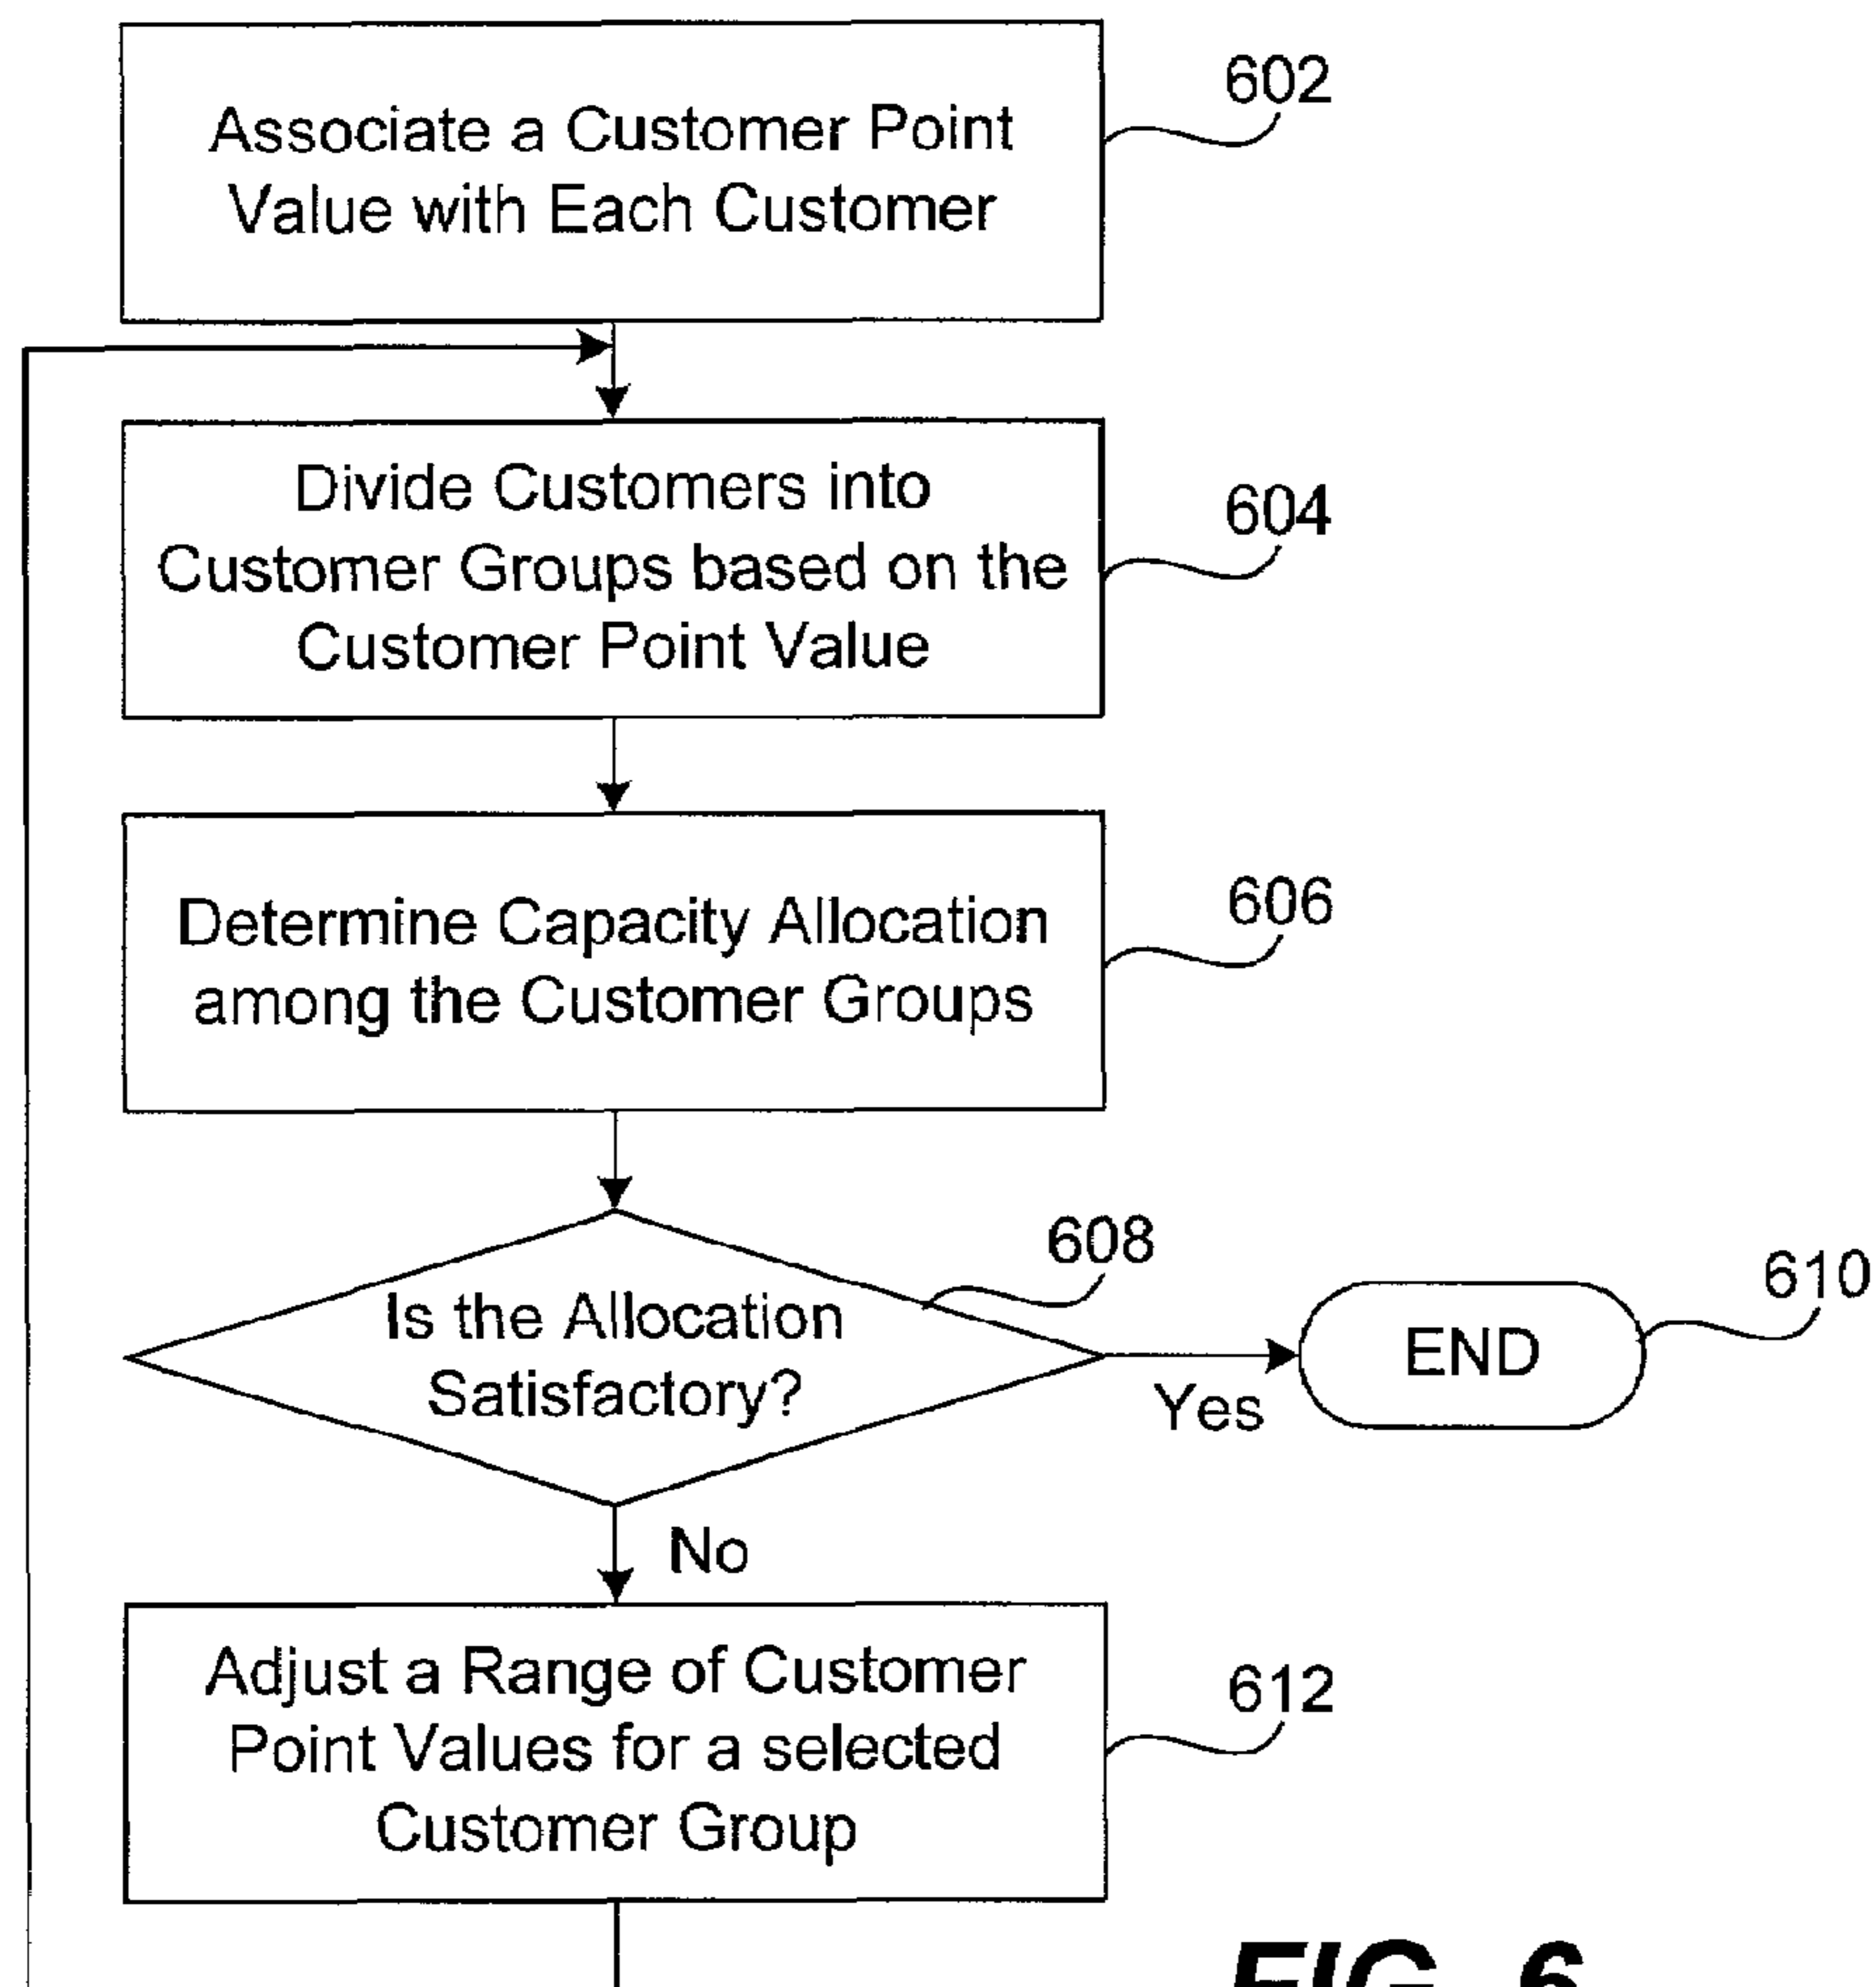 Associate a Customer Point
Value with Each Customer
602
Divide Customers into
Customer Groups based on the
Customer Point Value
604
Determine Capacity Allocation
among the Customer Groups
606
Is the Allocation
Satisfactory?
608
Yes
END
610
No
Adjust a Range of Customer
Point Values for a selected
Customer Group
612
FIG. 6